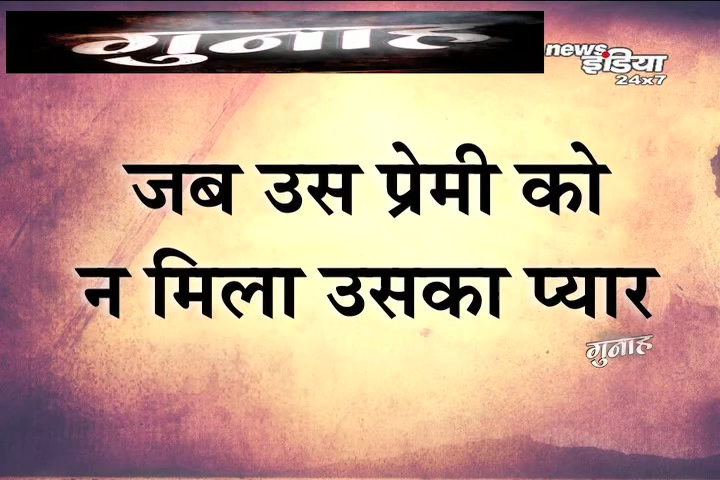 गुनाह
news
इंडिया
24x7
जब उस प्रेमी को
न मिला उसका प्यार
गुनाह